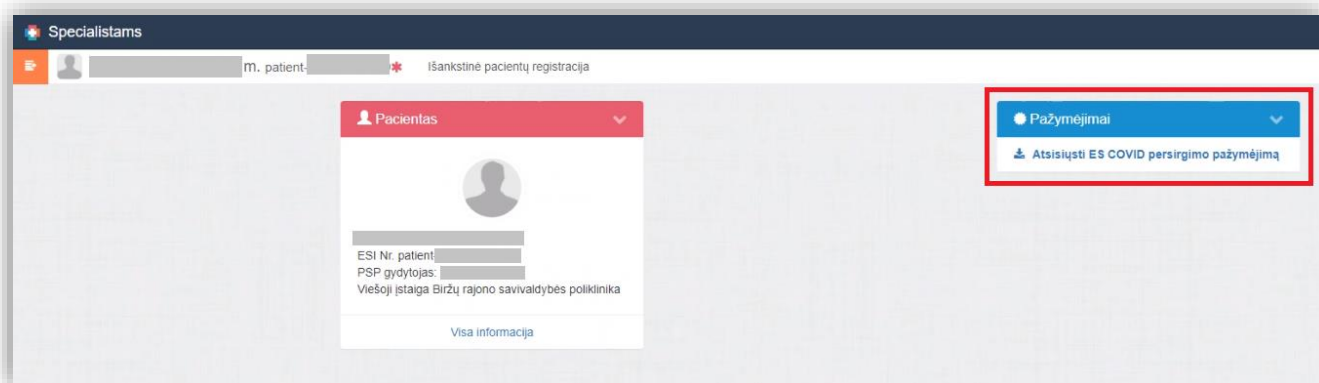 Specialistams
m. patient- * Išankstinė pacientų registracija
Pacientas
ESI Nr. patient-
PSP gydytojas:
Viešoji įstaiga Biržų rajono savivaldybės poliklinika
Visa informacija
Pažymėjimai
Atsisiųsti ES COVID persirgimo pažymėjimą